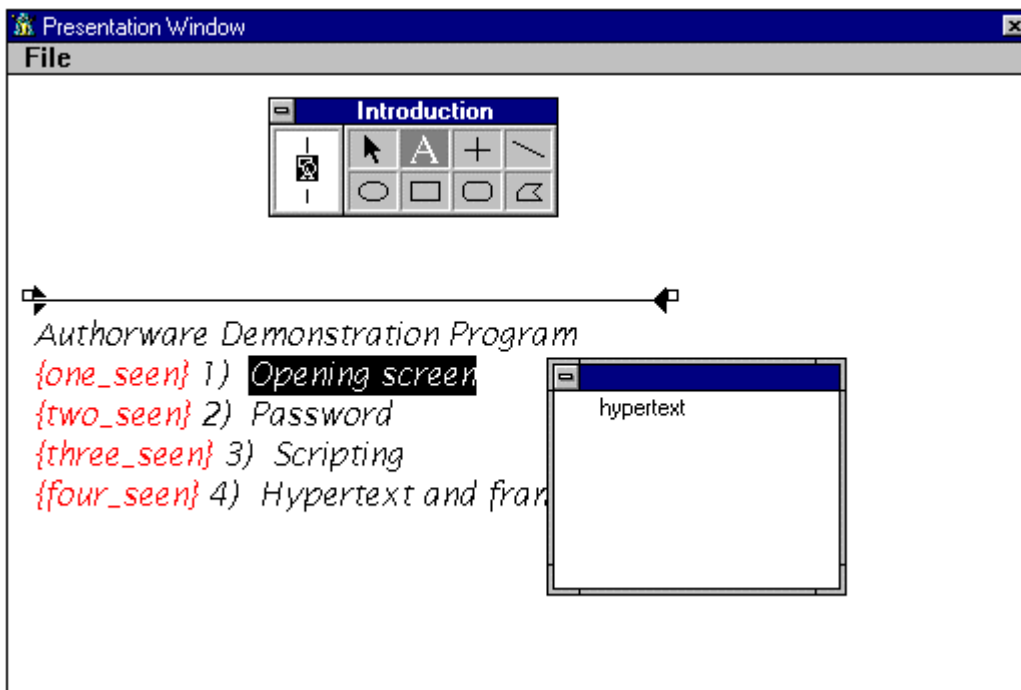 Presentation Window
File
Introduction
A
Authorware Demonstration Program
{one_seen} 1) Opening screen
{two_seen} 2) Password
{three_seen} 3) Scripting
{four_seen} 4) Hypertext and fram
hypertext